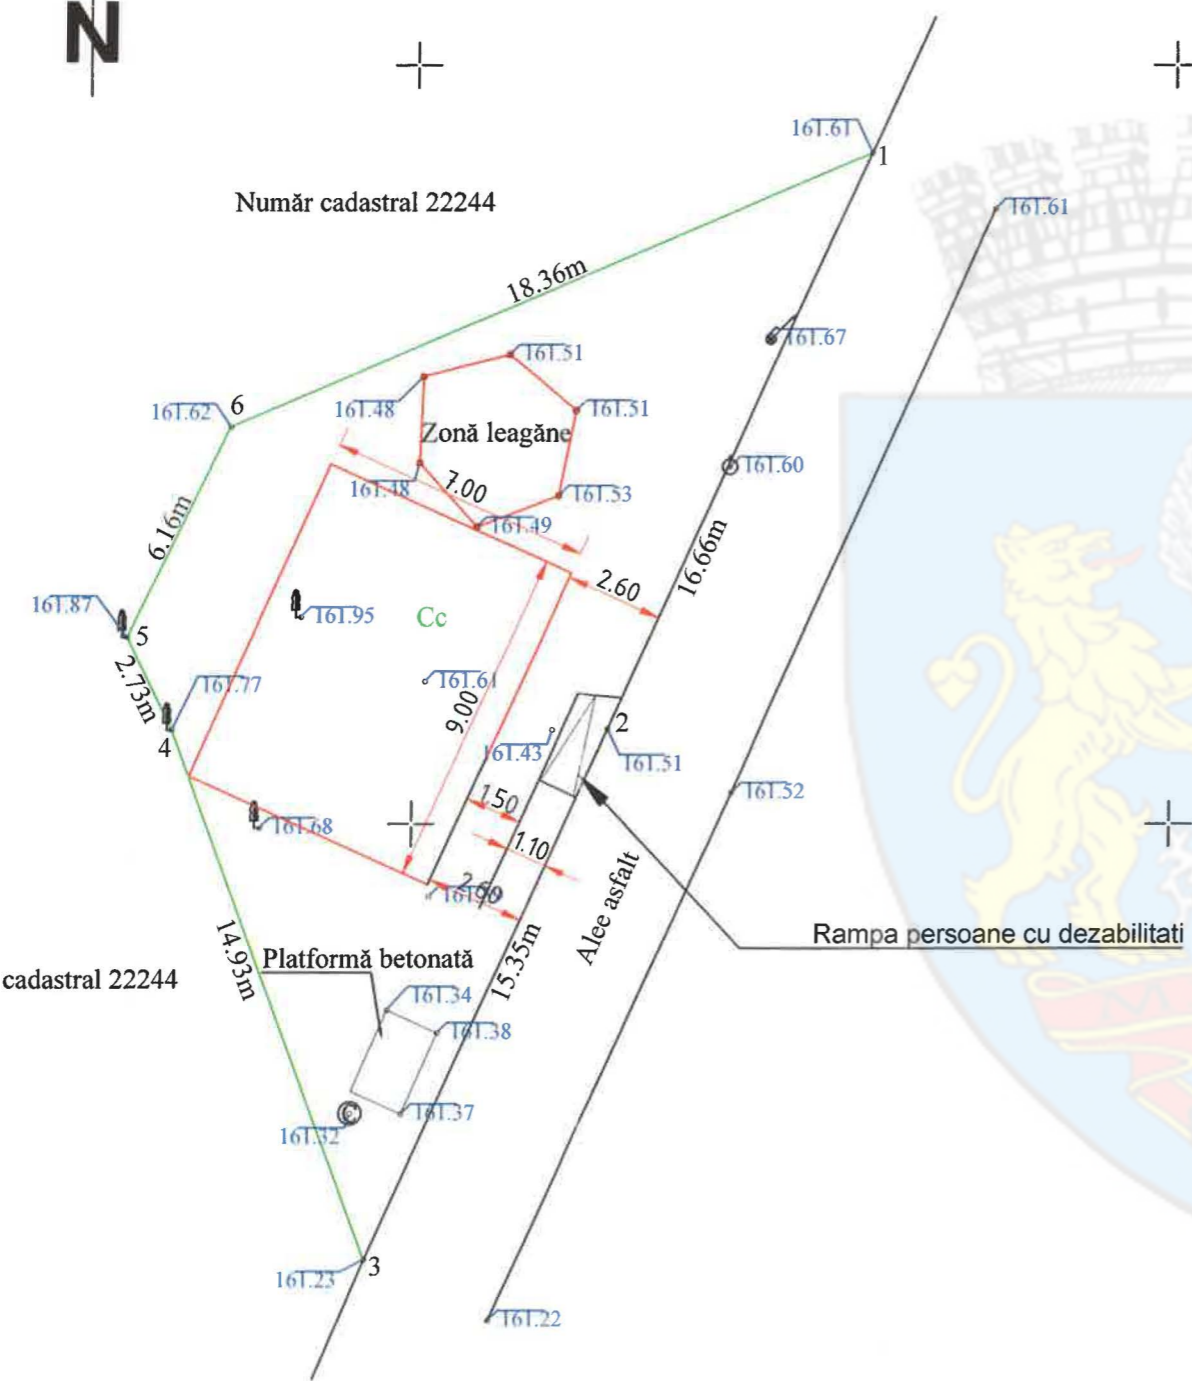 N
161.61
1
Număr cadastral 22244
161.61
18.36m
161.67
161.51
161.48
161.51
6
161.62
Zonă leagăne
161.60
161.48
7.00
161.53
161.49
6.16m
16.66m
2.60
161.87
5
161.95
Cc
2.73m
161.77
161.61
9.00
4
161.43
2
161.51
161.52
1.50
161.68
1.10
2.60
Alee asfalt
Rampa persoane cu dezabilitati
14.93m
15.35m
Platformă betonată
cadastral 22244
161.34
161.38
161.37
161.32
3
161.23
161.22
M